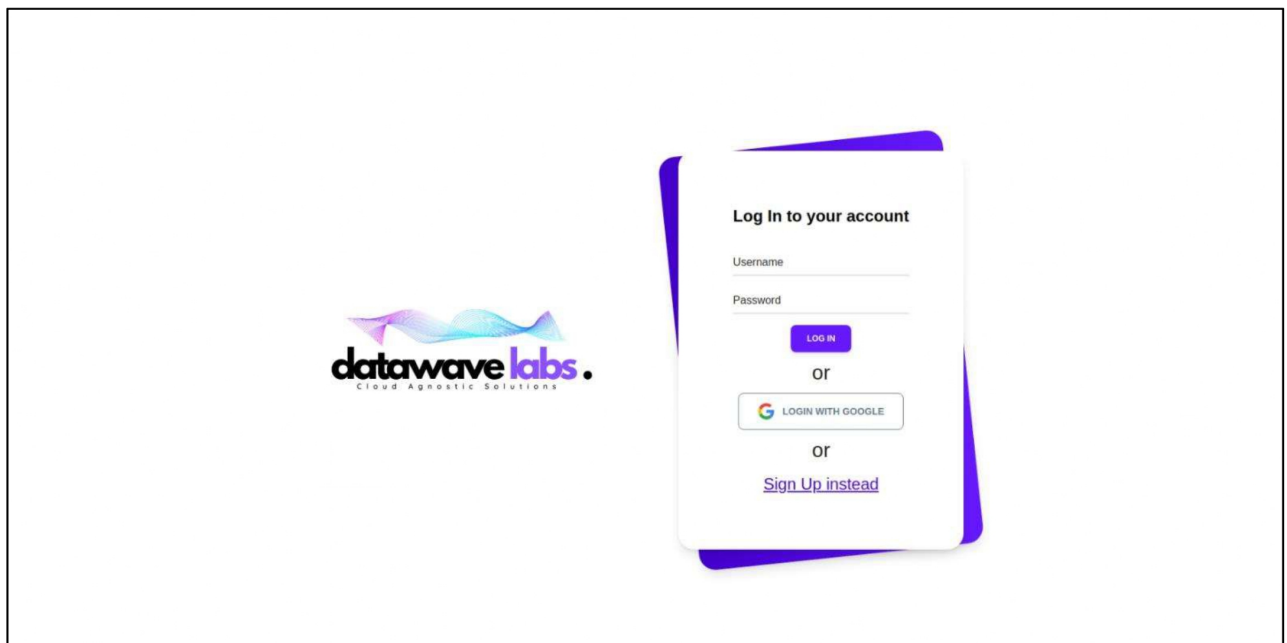 datawave labs.
Cloud Agnostic Solutions
Log In to your account
Username
Password
LOG IN
or
LOGIN WITH GOOGLE
or
Sign Up instead